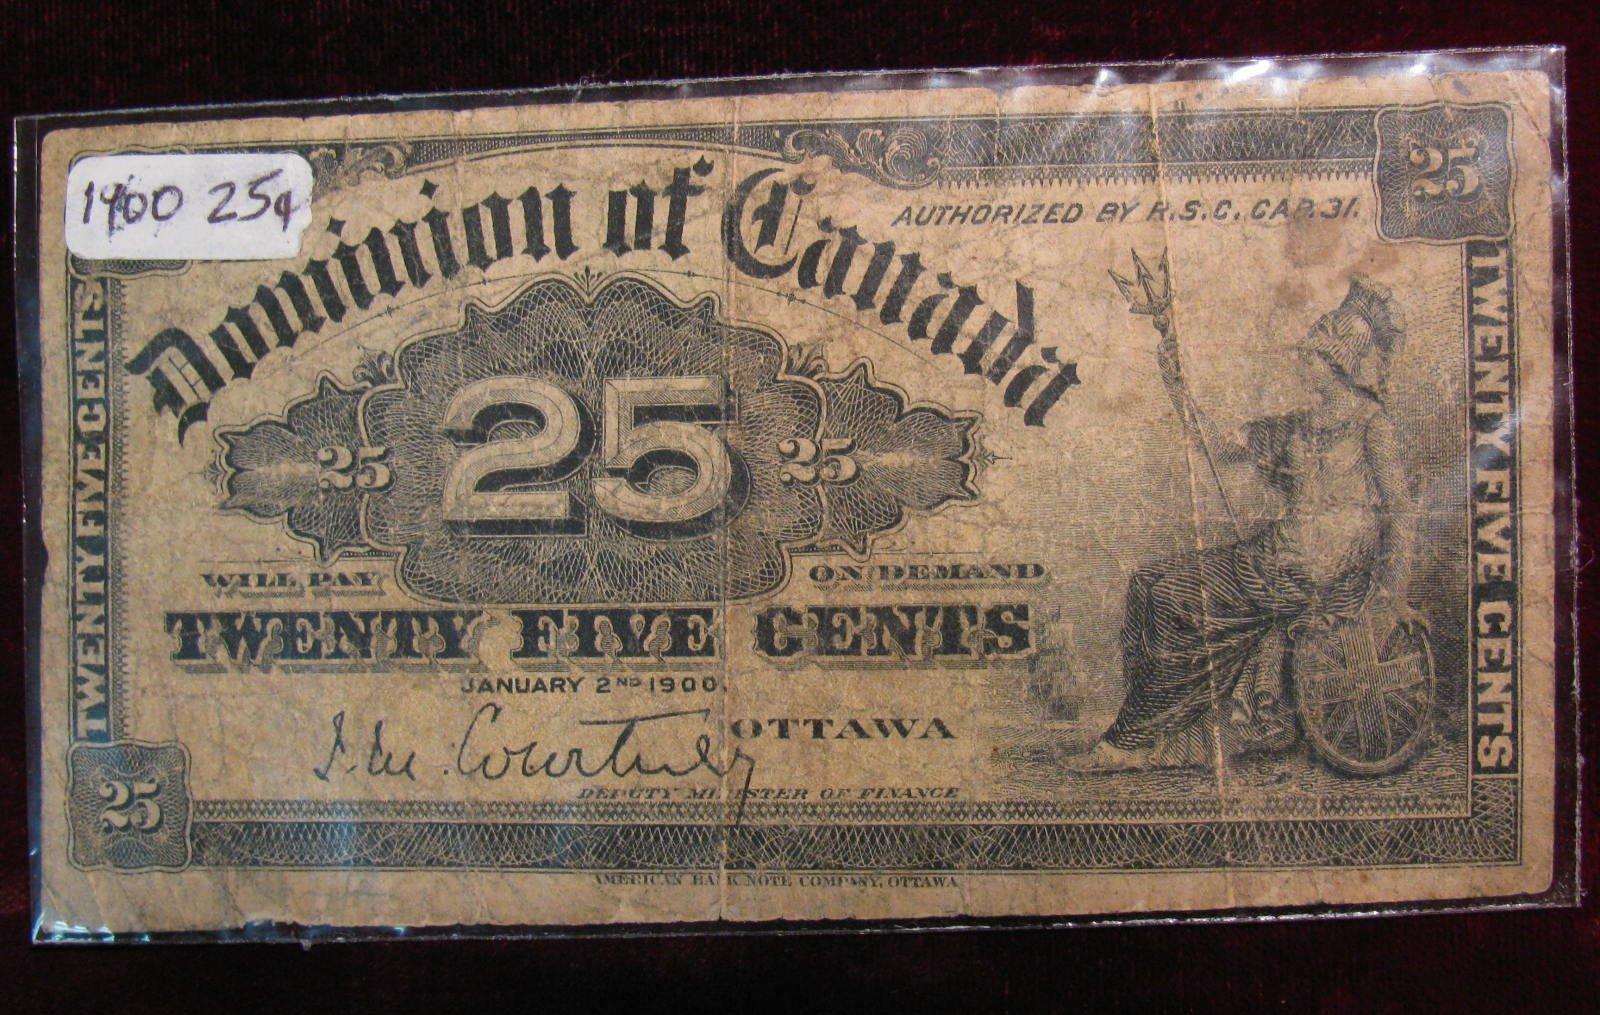 1900 25¢
Dominion of Canada
AUTHORIZED BY R.S.C. CAP. 31.
25
TWENTY FIVE CENTS
TWENTY FIVE CENTS
25
25
25
WILL PAY
ON DEMAND
TWENTY FIVE CENTS
JANUARY 2ND 1900.
J. M. Courtney
OTTAWA
DEPUTY MINISTER OF FINANCE
25
AMERICAN BANK NOTE COMPANY, OTTAWA